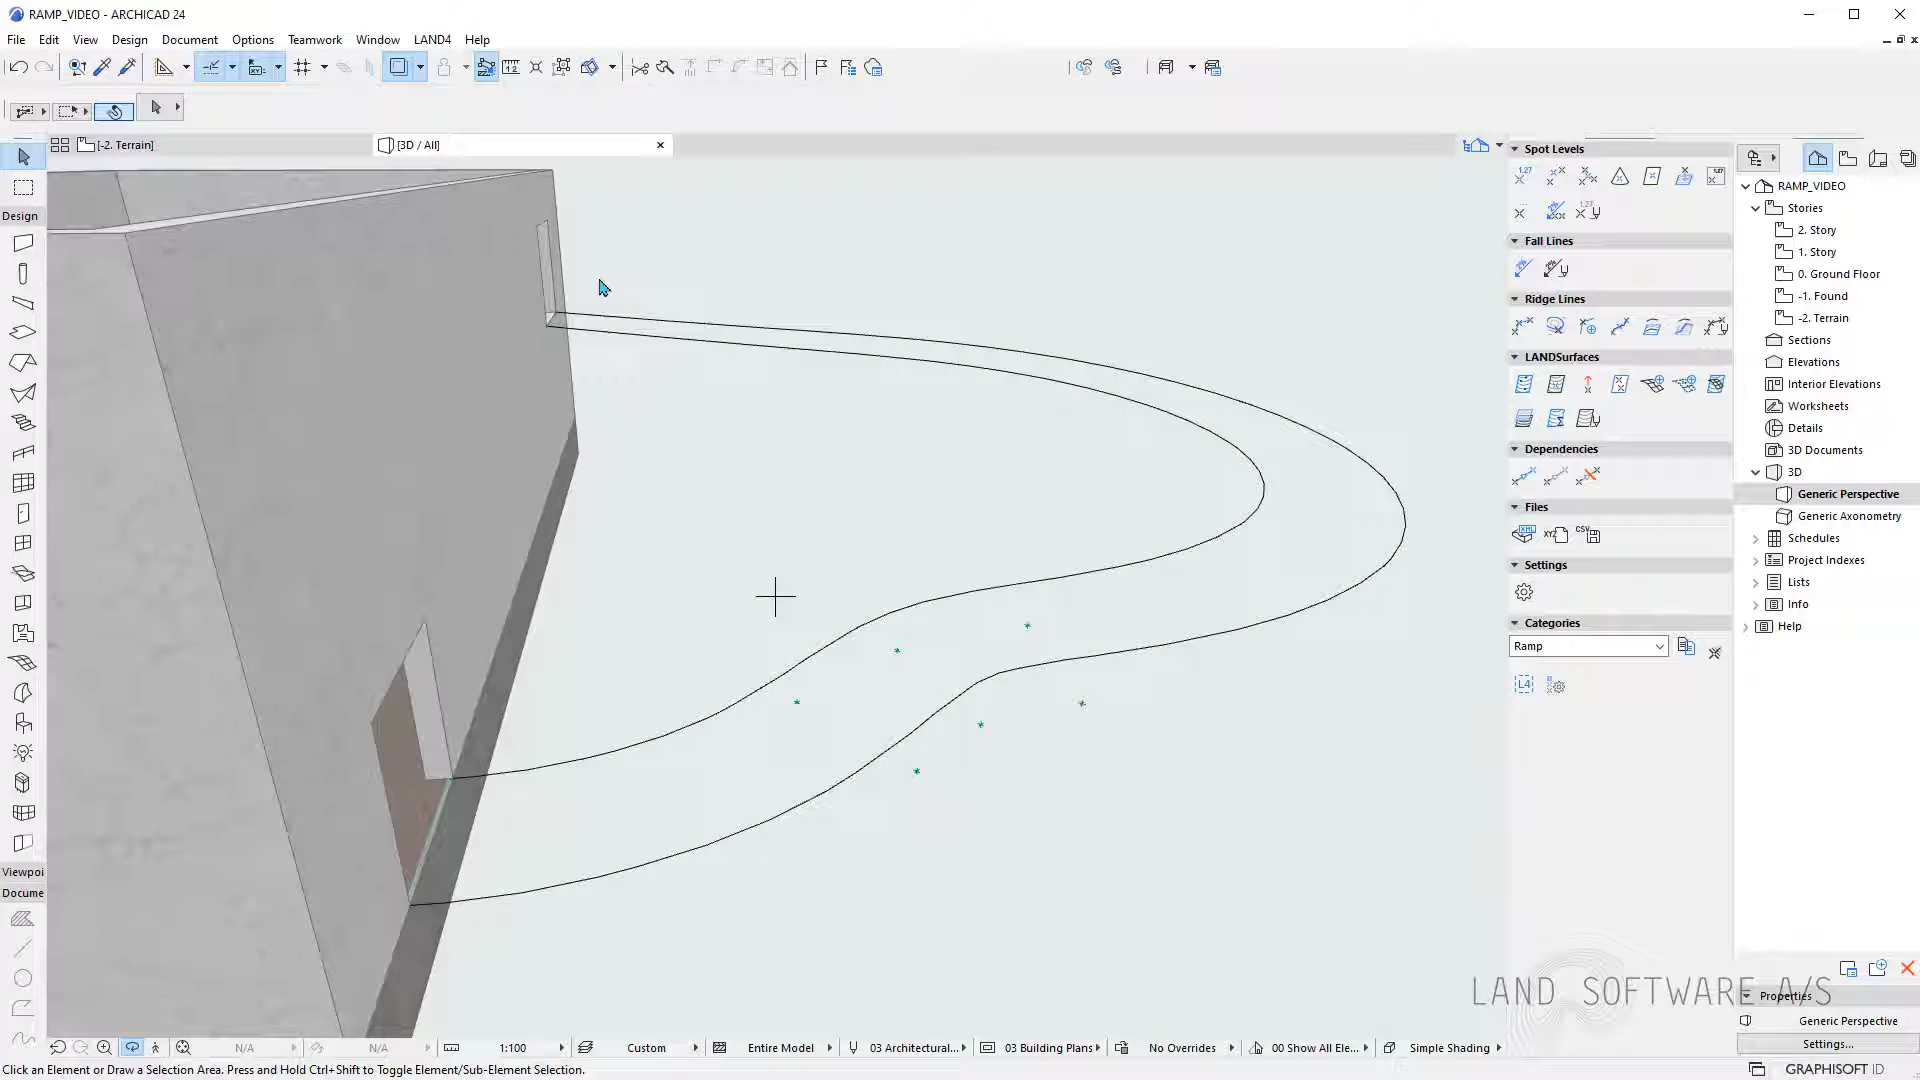 RAMP_VIDEO - ARCHICAD 24
File Edit View Design Document Options Teamwork Window LAND4 Help
[-2. Terrain]
[3D / All]
Design
Viewpoi
Docume
Spot Levels
Fall Lines
Ridge Lines
LANDSurfaces
Dependencies
Files
Settings
Categories
Ramp
RAMP_VIDEO
Stories
2. Story
1. Story
0. Ground Floor
-1. Found
-2. Terrain
Sections
Elevations
Interior Elevations
Worksheets
Details
3D Documents
3D
Generic Perspective
Generic Axonometry
Schedules
Project Indexes
Lists
Info
Help
LAND SOFTWARE A/S
Properties
Generic Perspective
Settings...
N/A N/A 1:100 Custom Entire Model 03 Architectural... 03 Building Plans No Overrides 00 Show All Ele... Simple Shading
Click an Element or Draw a Selection Area. Press and Hold Ctrl+Shift to Toggle Element/Sub-Element Selection.
GRAPHISOFT ID